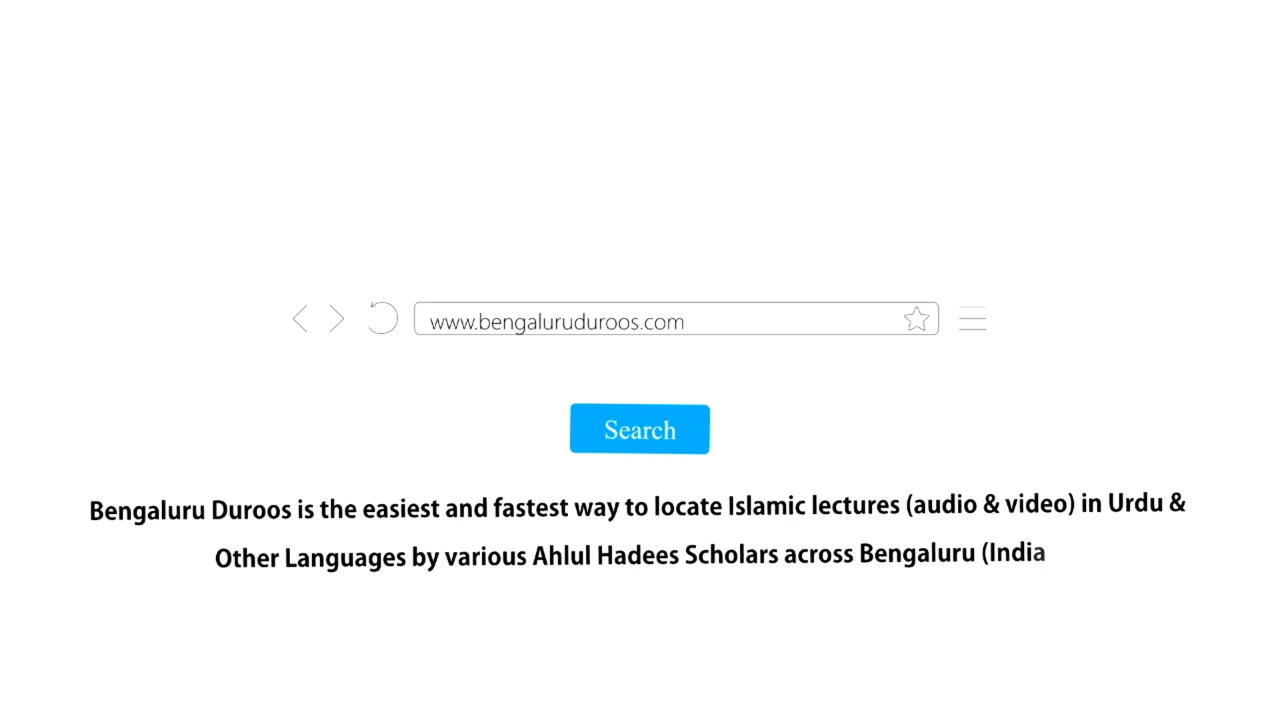 www.bengaluruduroos.com
Search
Bengaluru Duroos is the easiest and fastest way to locate Islamic lectures (audio & video) in Urdu &
Other Languages by various Ahlul Hadees Scholars across Bengaluru (India